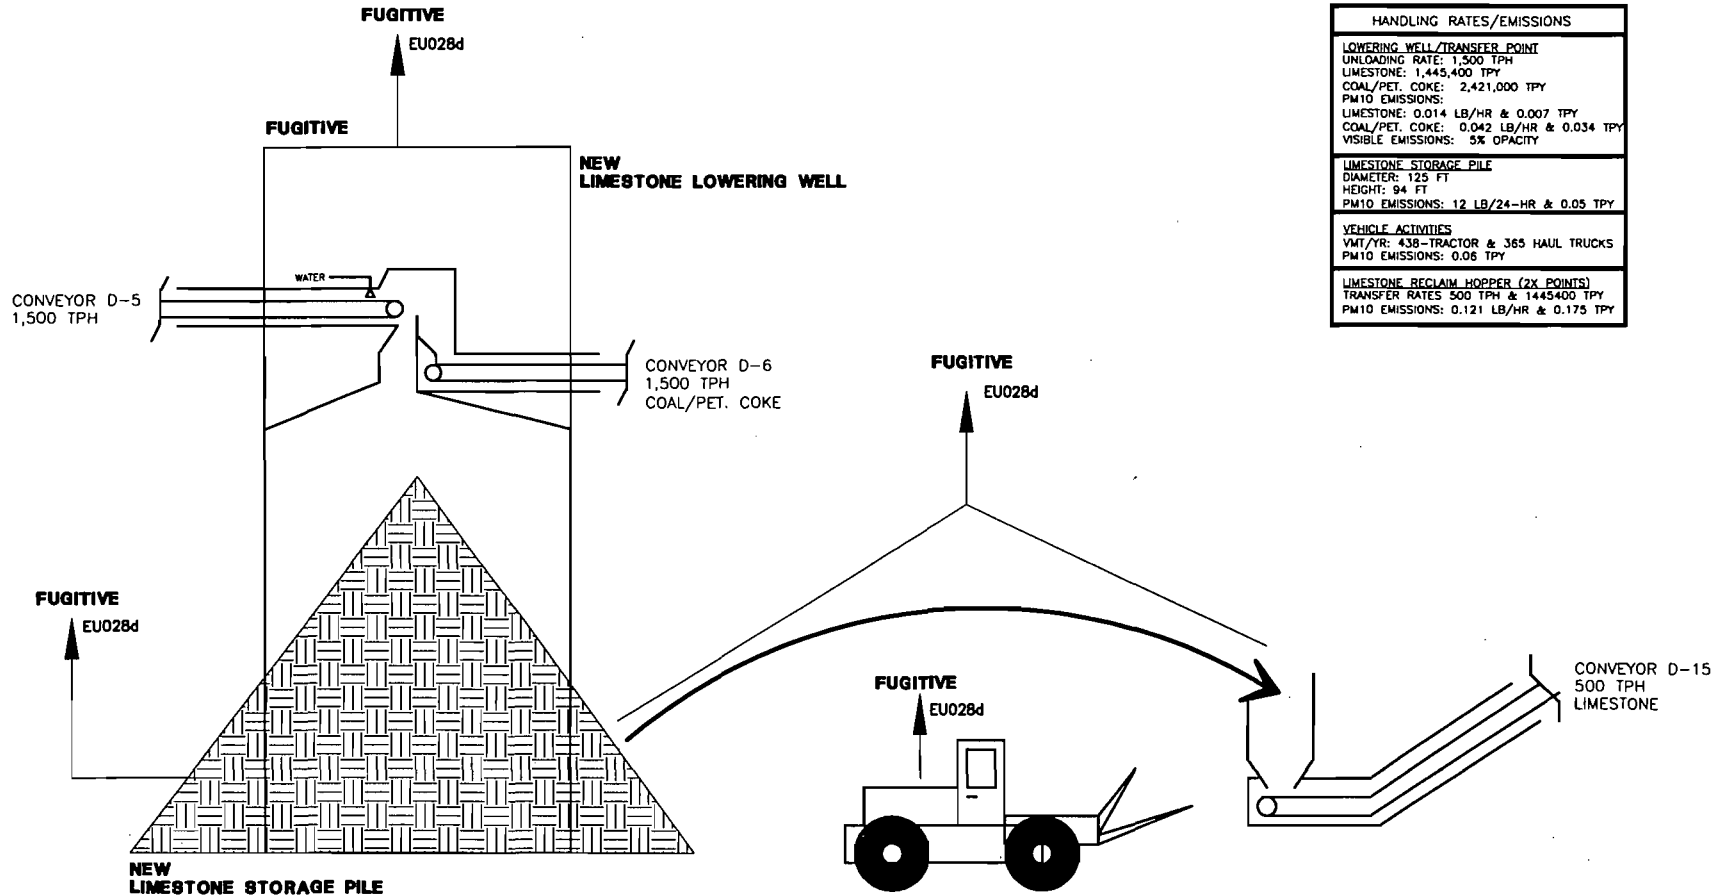 FUGITIVE
EU028d
FUGITIVE
NEW
LIMESTONE LOWERING WELL
WATER
CONVEYOR D-5
1,500 TPH
CONVEYOR D-6
1,500 TPH
COAL/PET. COKE
FUGITIVE
EU028d
NEW
LIMESTONE STORAGE PILE
FUGITIVE
EU028d
FUGITIVE
EU028d
CONVEYOR D-15
500 TPH
LIMESTONE
HANDLING RATES/EMISSIONS
LOWERING WELL/TRANSFER POINT
UNLOADING RATE: 1,500 TPH
LIMESTONE: 1,445,400 TPY
COAL/PET. COKE: 2,421,000 TPY
PM10 EMISSIONS:
LIMESTONE: 0.014 LB/HR & 0.007 TPY
COAL/PET. COKE: 0.042 LB/HR & 0.034 TPY
VISIBLE EMISSIONS: 5% OPACITY
LIMESTONE STORAGE PILE
DIAMETER: 125 FT
HEIGHT: 94 FT
PM10 EMISSIONS: 12 LB/24-HR & 0.05 TPY
VEHICLE ACTIVITIES
VMT/YR: 438-TRACTOR & 365 HAUL TRUCKS
PM10 EMISSIONS: 0.06 TPY
LIMESTONE RECLAIM HOPPER (2X POINTS)
TRANSFER RATES 500 TPH & 1445400 TPY
PM10 EMISSIONS: 0.121 LB/HR & 0.175 TPY